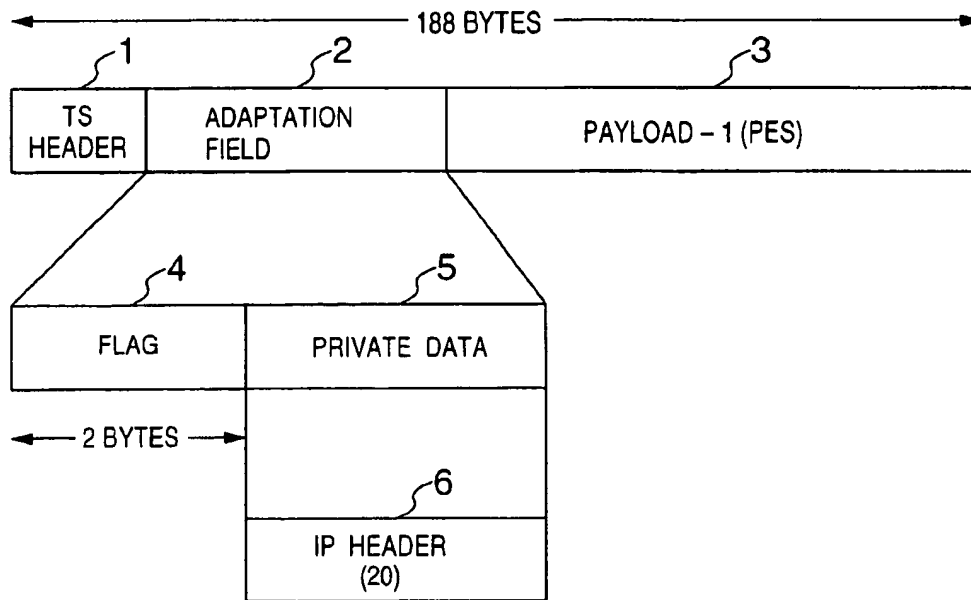 188 BYTES
1 2 3
TS
HEADER
ADAPTATION
FIELD
PAYLOAD – 1 (PES)
4 5
FLAG
PRIVATE DATA
2 BYTES
6
IP HEADER
(20)